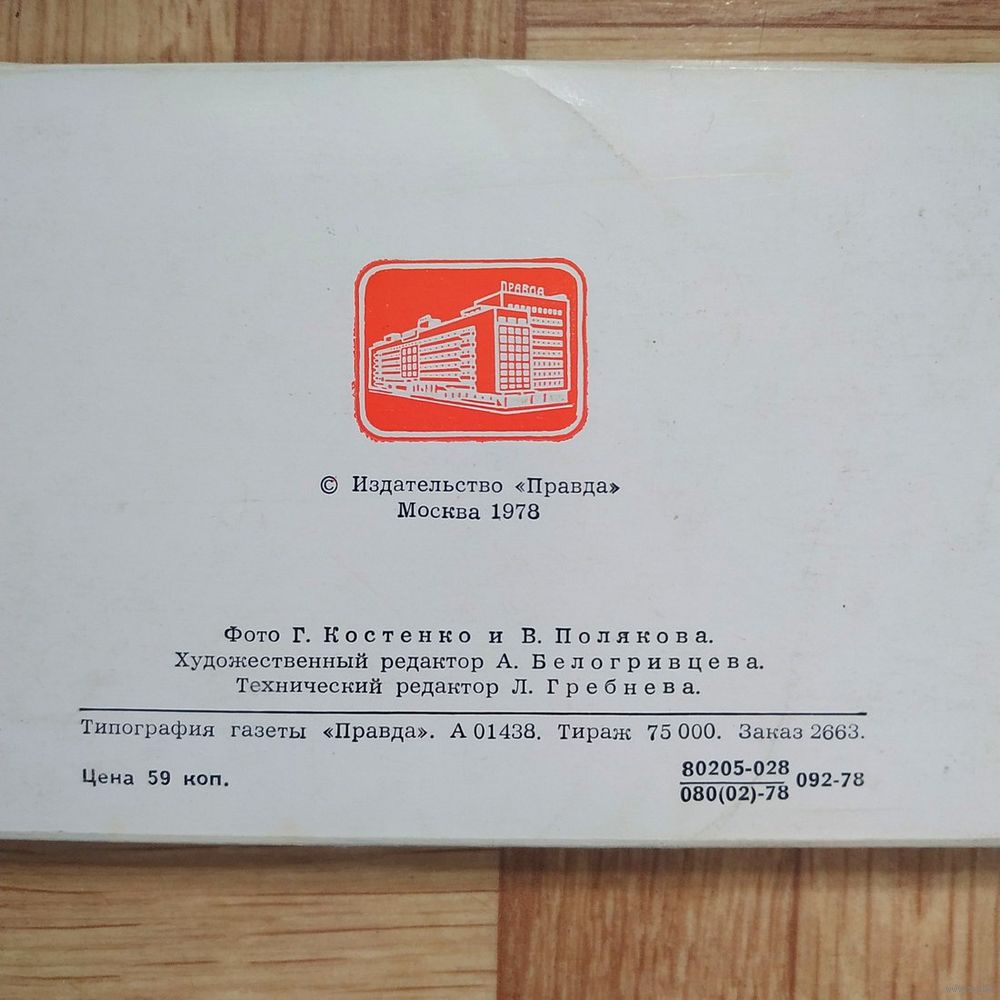 ПРАВДА
© Издательство «Правда»
Москва 1978
Фото Г. Костенко и В. Полякова.
Художественный редактор А. Белогривцева.
Технический редактор Л. Гребнева.
Типография газеты «Правда». А 01438. Тираж 75 000. Заказ 2663.
Цена 59 коп.
80205-028
080(02)-78
092-78